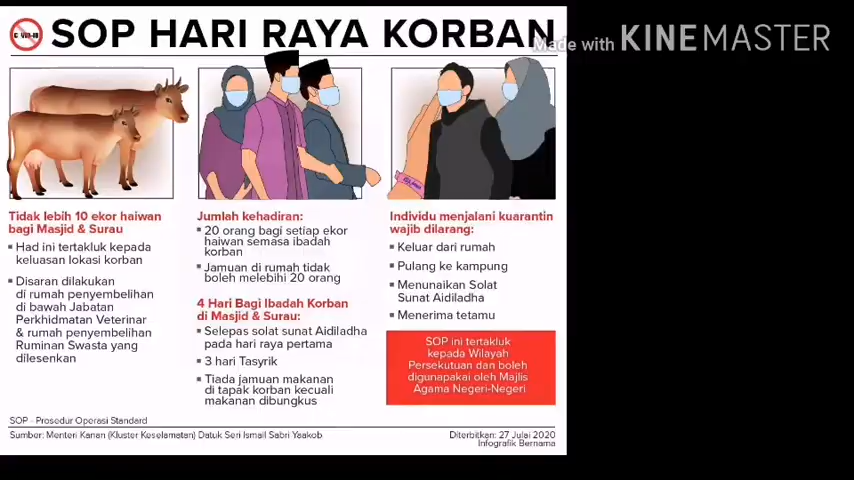 SOP HARI RAYA KORBAN
Made with KINEMASTER
Tidak lebih 10 ekor haiwan
bagi Masjid & Surau
▪ Had ini tertakluk kepada
keluasan lokasi korban
▪ Disaran dilakukan
di rumah penyembelihan
di bawah Jabatan
Perkhidmatan Veterinar
& rumah penyembelihan
Ruminan Swasta yang
dilesenkan
Jumlah kehadiran:
▪ 20 orang bagi setiap ekor
haiwan semasa ibadah
korban
▪ Jamuan di rumah tidak
boleh melebihi 20 orang
4 Hari Bagi Ibadah Korban
di Masjid & Surau:
▪ Selepas solat sunat Aidiladha
pada hari raya pertama
▪ 3 hari Tasyrik
▪ Tiada jamuan makanan
di tapak korban kecuali
makanan dibungkus
Individu menjalani kuarantin
wajib dilarang:
▪ Keluar dari rumah
▪ Pulang ke kampung
▪ Menunaikan Solat
Sunat Aidiladha
▪ Menerima tetamu
SOP ini tertakluk
kepada Wilayah
Persekutuan dan boleh
digunapakai oleh Majlis
Agama Negeri-Negeri
SOP - Prosedur Operasi Standard
Sumber: Menteri Kanan (Kluster Keselamatan) Datuk Seri Ismail Sabri Yaakob
Diterbitkan: 27 Julai 2020
Infografik Bernama